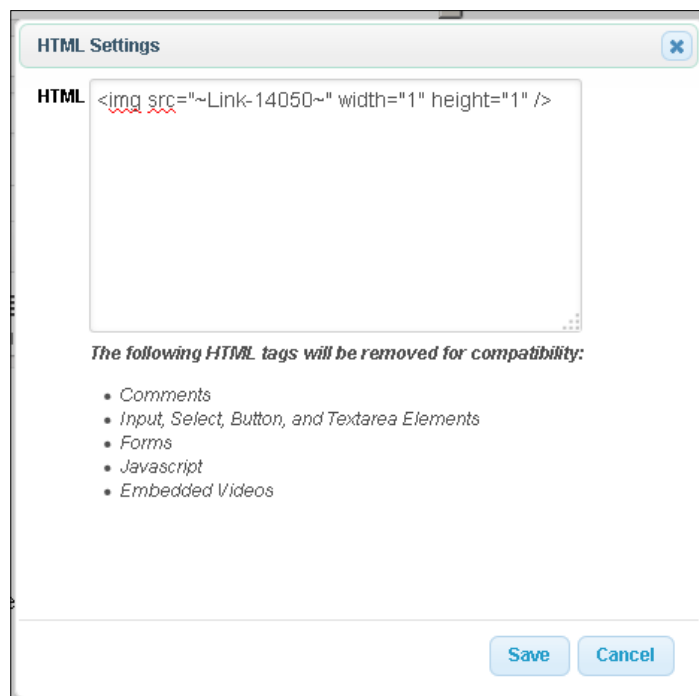 HTML Settings
HTML
<img src="~Link-14050~" width="1" height="1" />
The following HTML tags will be removed for compatibility:
Comments
Input, Select, Button, and Textarea Elements
Forms
Javascript
Embedded Videos
Save
Cancel